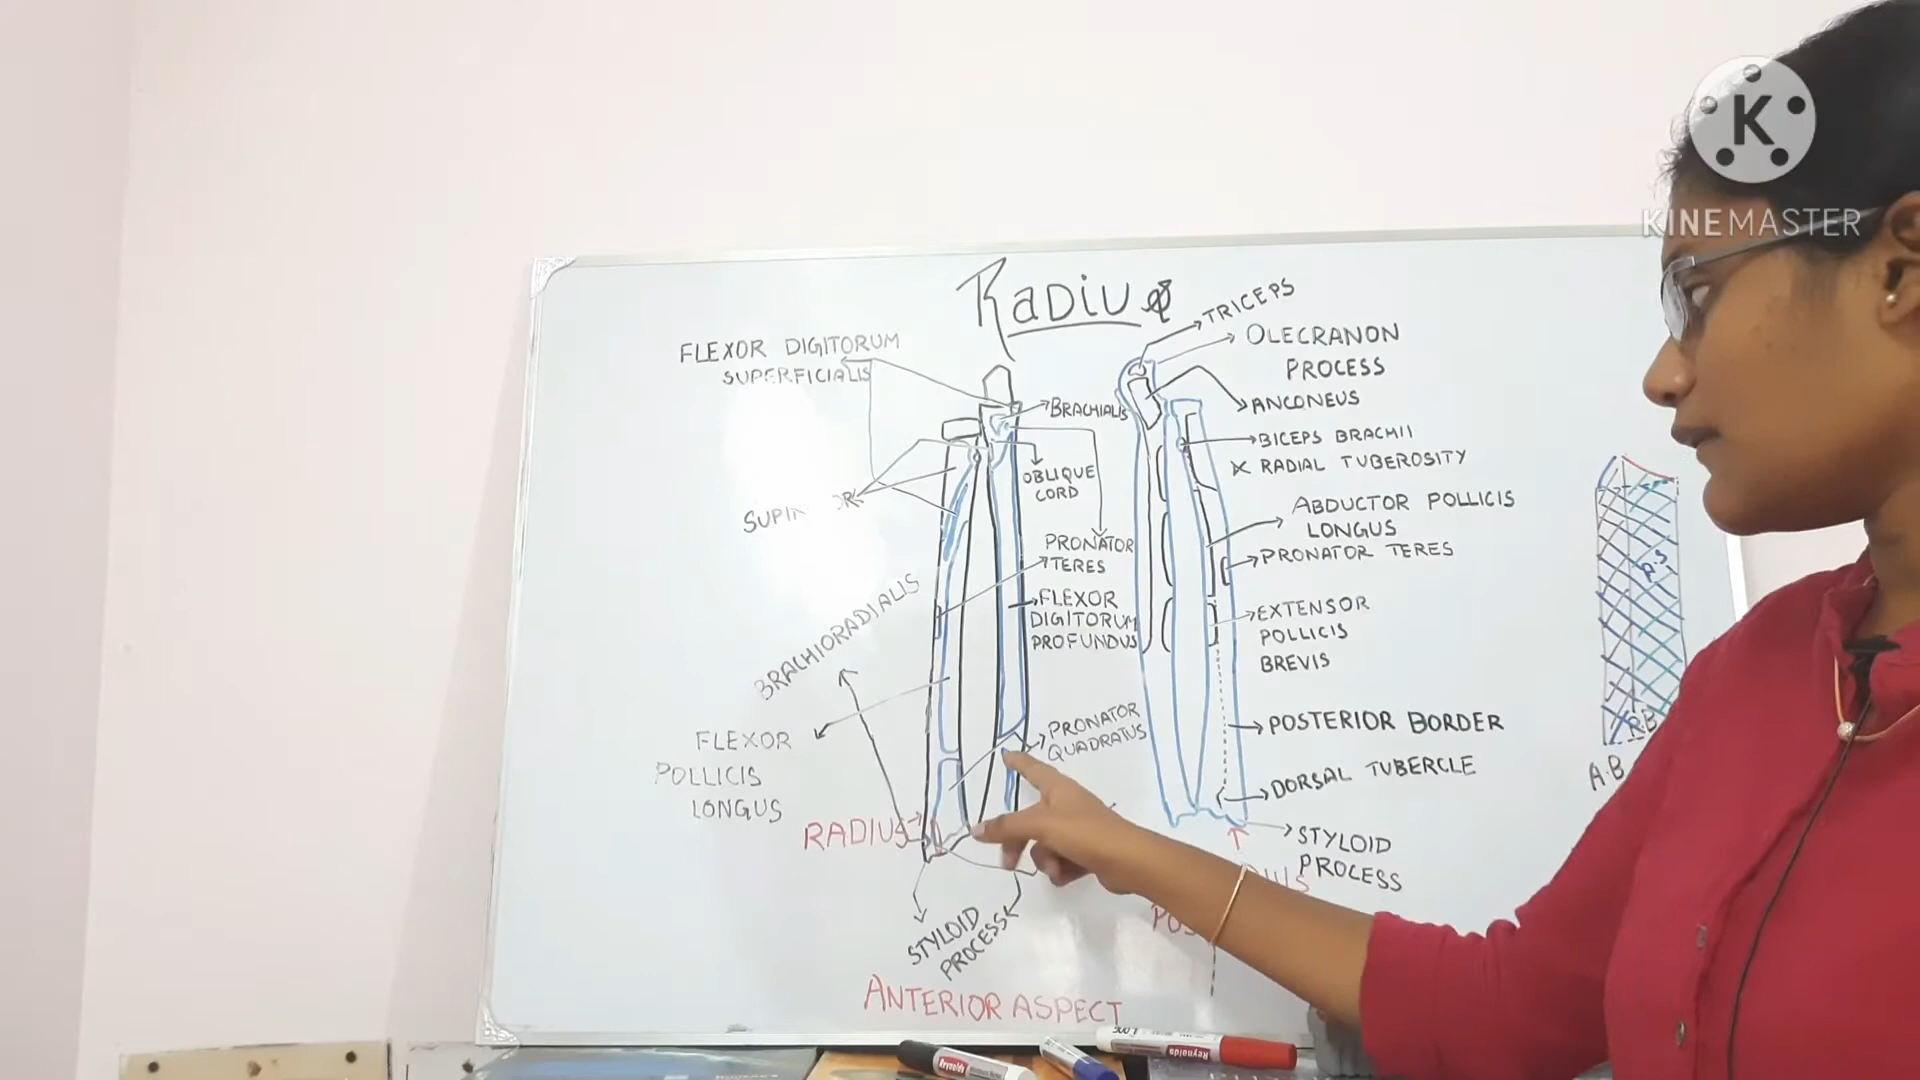 K
KINEMASTER
Radius
TRICEPS
OLECRANON
PROCESS
ANCONEUS
BICEPS BRACHII
RADIAL TUBEROSITY
ABDUCTOR POLLICIS
LONGUS
PRONATOR TERES
EXTENSOR
POLLICIS
BREVIS
POSTERIOR BORDER
DORSAL TUBERCLE
STYLOID
PROCESS
FLEXOR DIGITORUM
SUPERFICIALIS
BRACHIALIS
OBLIQUE
CORD
PRONATOR
TERES
FLEXOR
DIGITORUM
PROFUNDUS
PRONATOR
QUADRATUS
BRACHIORADIALIS
FLEXOR
POLLICIS
LONGUS
RADIUS
STYLOID
PROCESS
ANTERIOR ASPECT
P.S
R.B
A.B
Reynolds
Reynolds